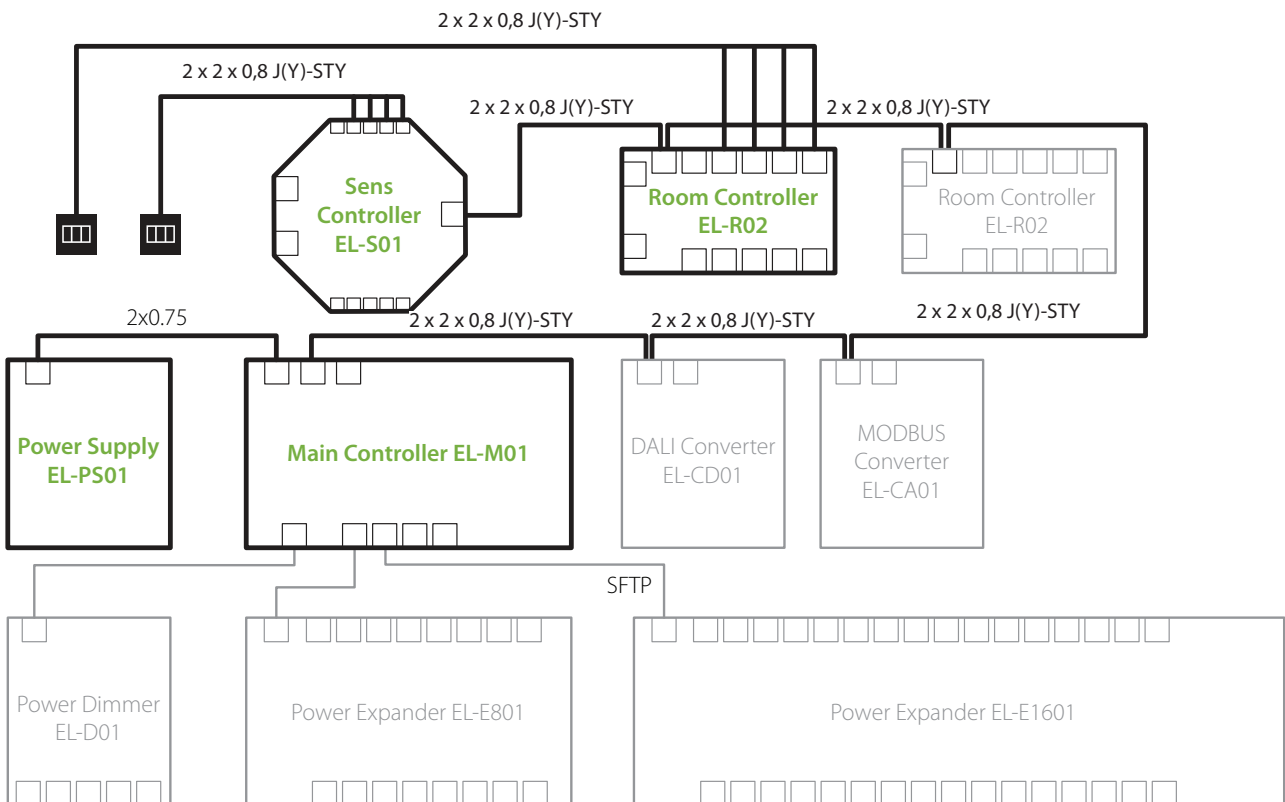 2 x 2 x 0,8 J(Y)-STY
2 x 2 x 0,8 J(Y)-STY
2 x 2 x 0,8 J(Y)-STY
2 x 2 x 0,8 J(Y)-STY
Sens
Controller
EL-S01
Room Controller
EL-R02
Room Controller
EL-R02
2x0.75
2 x 2 x 0,8 J(Y)-STY
2 x 2 x 0,8 J(Y)-STY
2 x 2 x 0,8 J(Y)-STY
Power Supply
EL-PS01
Main Controller EL-M01
DALI Converter
EL-CD01
MODBUS
Converter
EL-CA01
SFTP
Power Dimmer
EL-D01
Power Expander EL-E801
Power Expander EL-E1601